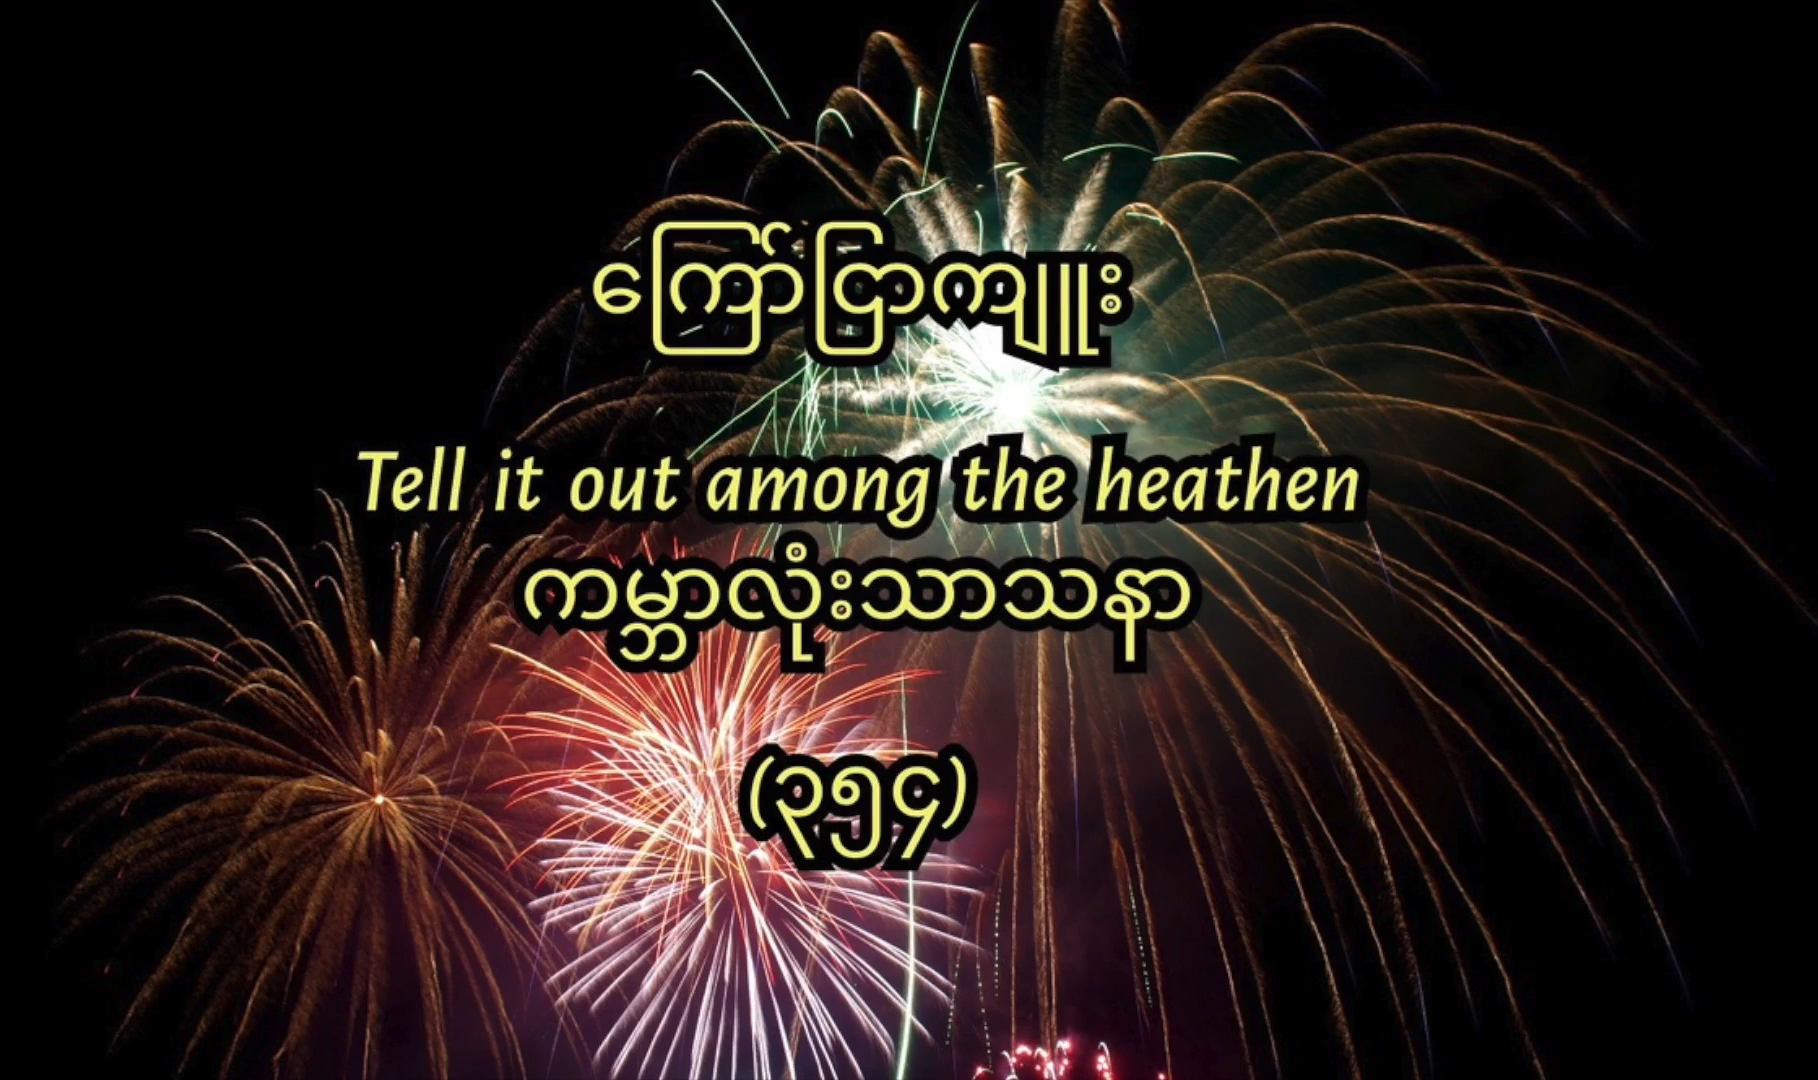 ကြော်ငြာကျူး
Tell it out among the heathen
ကမ္ဘာလုံးသာသနာ
(၃၅၄)